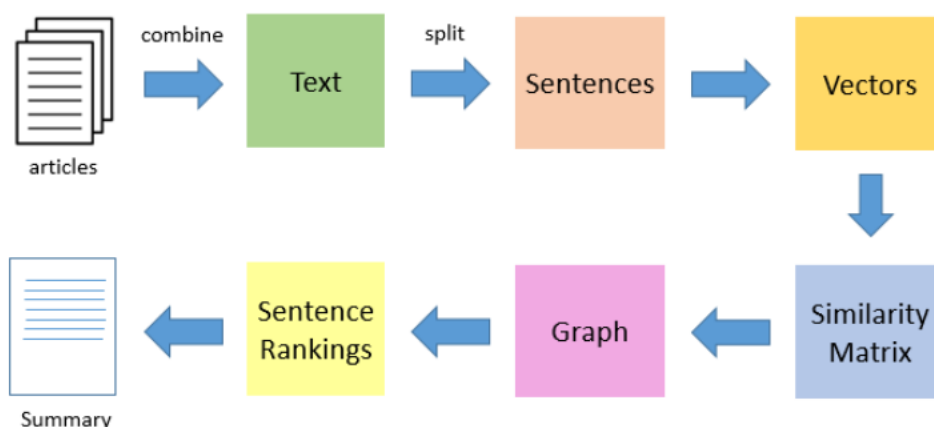 combine
split
Text
Sentences
Vectors
articles
Similarity
Matrix
Graph
Sentence
Rankings
Summary